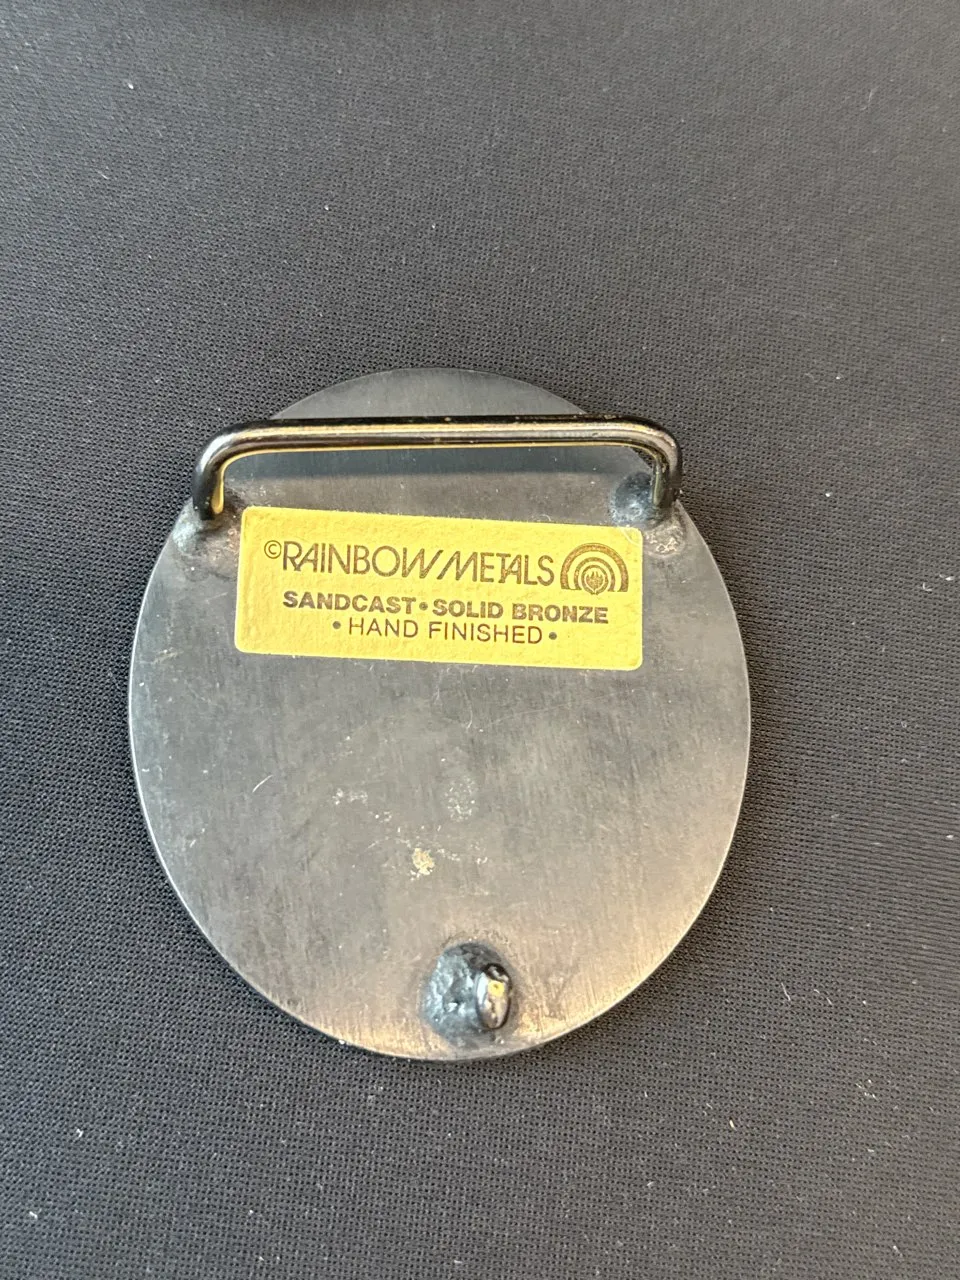 ©RAINBOW METALS
SANDCAST • SOLID BRONZE
• HAND FINISHED •